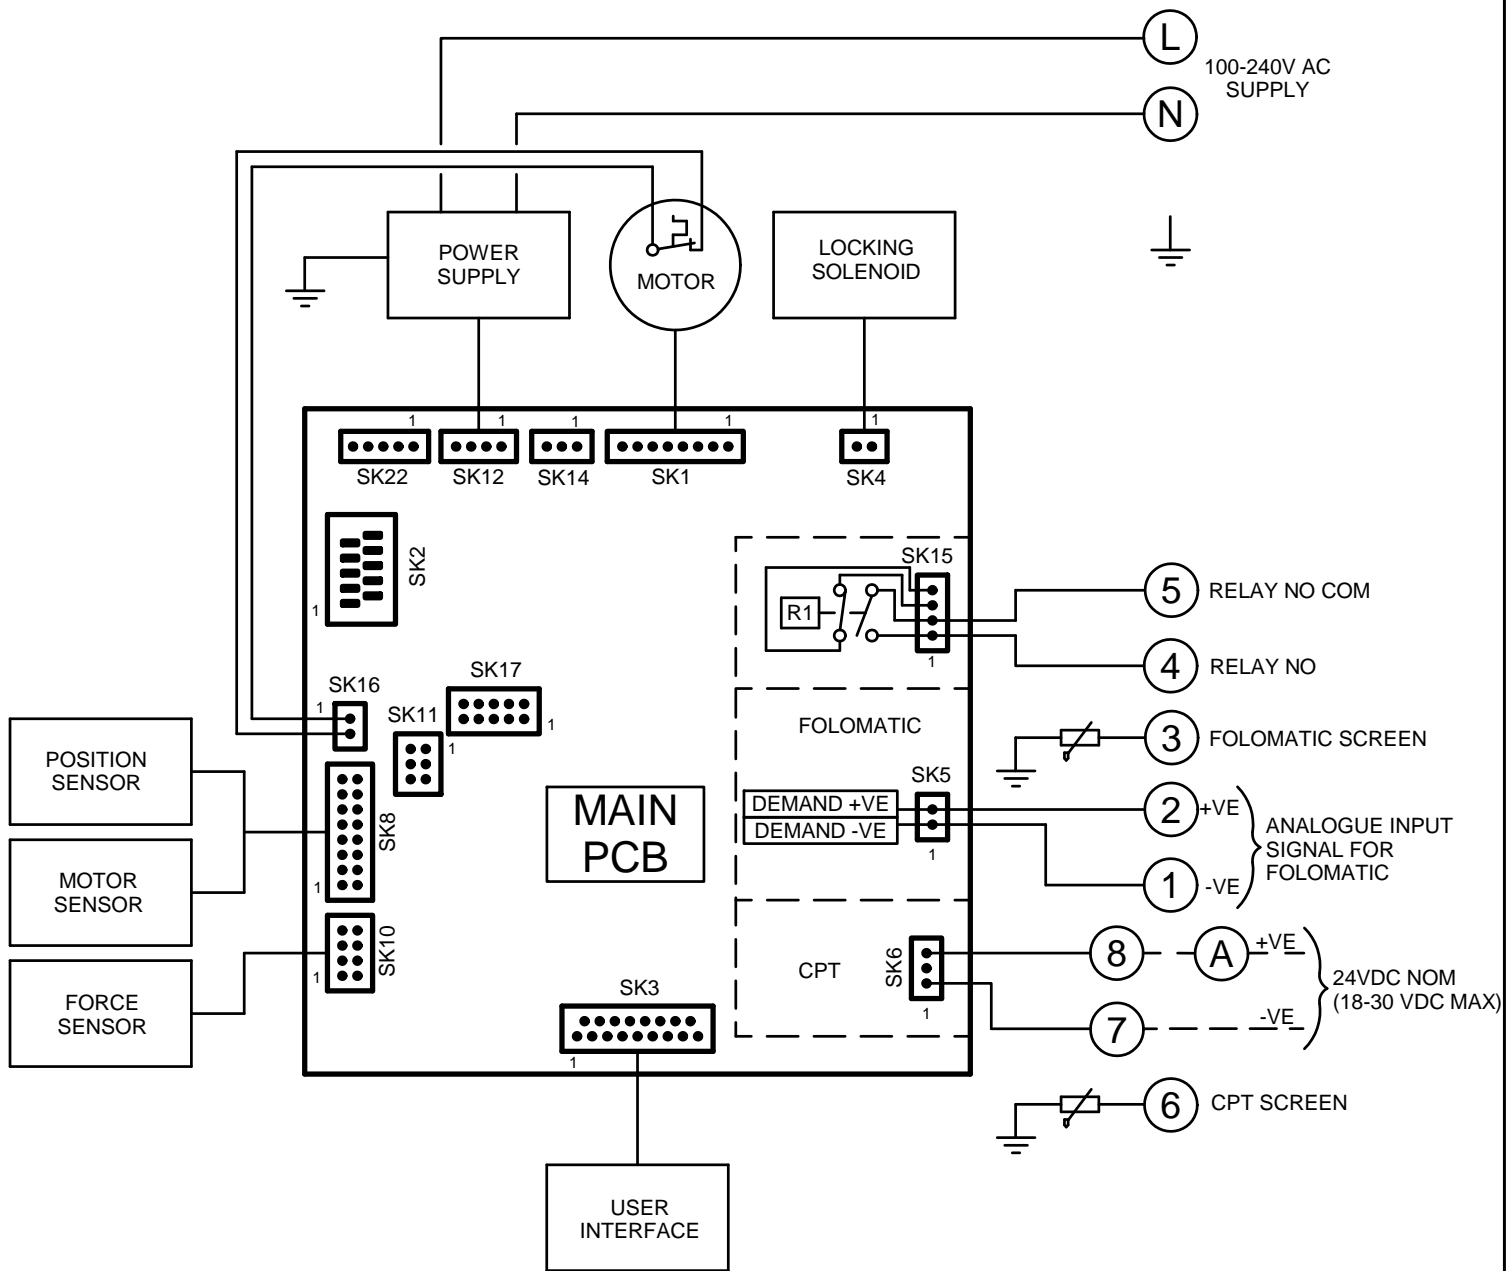 L
100-240V AC
SUPPLY
N
POWER
SUPPLY
MOTOR
LOCKING
SOLENOID
1
1
1
1
1
SK22
SK12
SK14
SK1
SK4
SK2
1
SK15
R1
1
5
RELAY NO COM
4
RELAY NO
SK16
1
SK17
1
SK11
1
FOLOMATIC
3
FOLOMATIC SCREEN
POSITION
SENSOR
SK5
DEMAND +VE
DEMAND -VE
1
2
+VE
1
-VE
ANALOGUE INPUT
SIGNAL FOR
FOLOMATIC
MAIN
PCB
SK8
1
MOTOR
SENSOR
SK10
1
FORCE
SENSOR
CPT
SK6
1
8
A
+VE
7
-VE
24VDC NOM
(18-30 VDC MAX)
SK3
1
6
CPT SCREEN
USER
INTERFACE